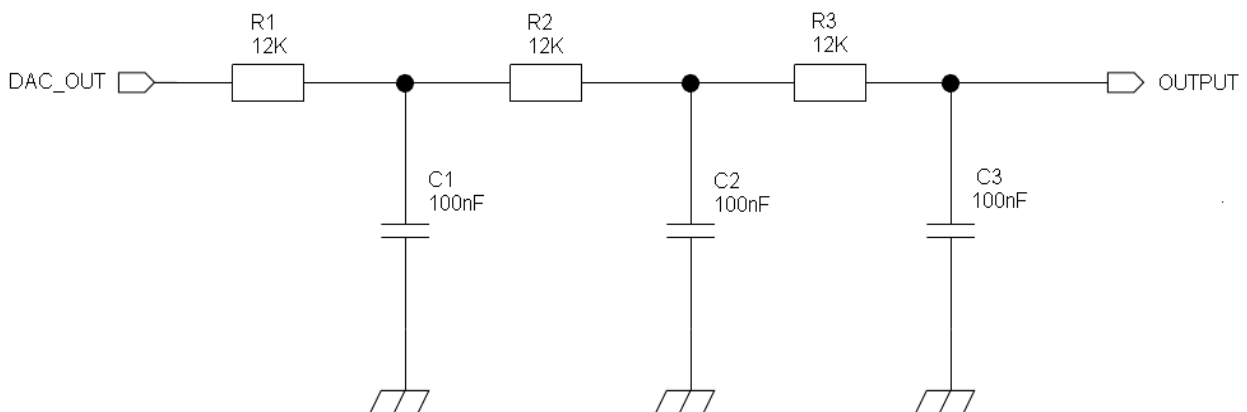 R1
12K
R2
12K
R3
12K
DAC_OUT
OUTPUT
C1
100nF
C2
100nF
C3
100nF